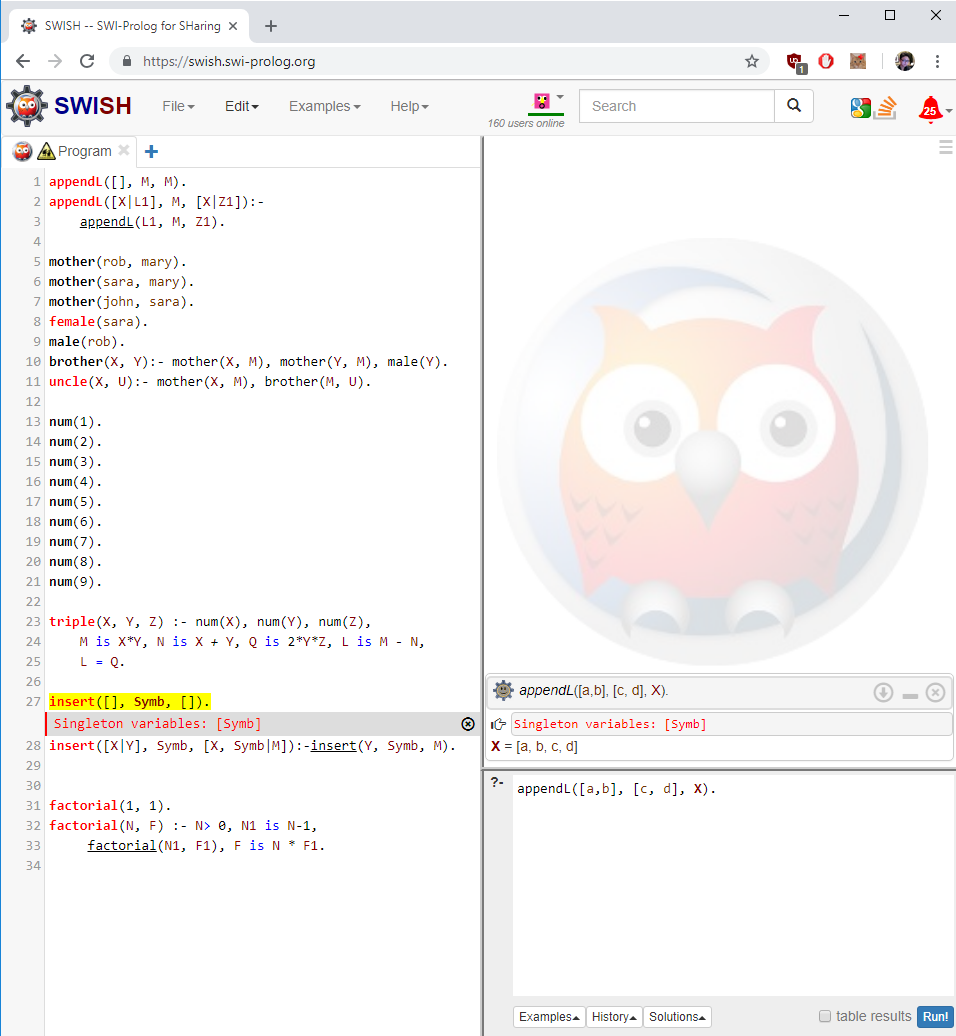 SWISH -- SWI-Prolog for SHaring
https://swish.swi-prolog.org
1
SWISH File Edit Examples Help
160 users online
Search
25
Program
1 appendL([], M, M).
2 appendL([X|L1], M, [X|Z1]):-
3 appendL(L1, M, Z1).
4
5 mother(rob, mary).
6 mother(sara, mary).
7 mother(john, sara).
8 female(sara).
9 male(rob).
10 brother(X, Y):- mother(X, M), mother(Y, M), male(Y).
11 uncle(X, U):- mother(X, M), brother(M, U).
12
13 num(1).
14 num(2).
15 num(3).
16 num(4).
17 num(5).
18 num(6).
19 num(7).
20 num(8).
21 num(9).
22
23 triple(X, Y, Z) :- num(X), num(Y), num(Z),
24 M is X*Y, N is X + Y, Q is 2*Y*Z, L is M - N,
25 L = Q.
26
27 insert([], Symb, []).
Singleton variables: [Symb]
28 insert([X|Y], Symb, [X, Symb|M]):-insert(Y, Symb, M).
29
30
31 factorial(1, 1).
32 factorial(N, F) :- N> 0, N1 is N-1,
33 factorial(N1, F1), F is N * F1.
34
appendL([a,b], [c, d], X).
Singleton variables: [Symb]
X = [a, b, c, d]
?- appendL([a,b], [c, d], X).
Examples History Solutions table results Run!